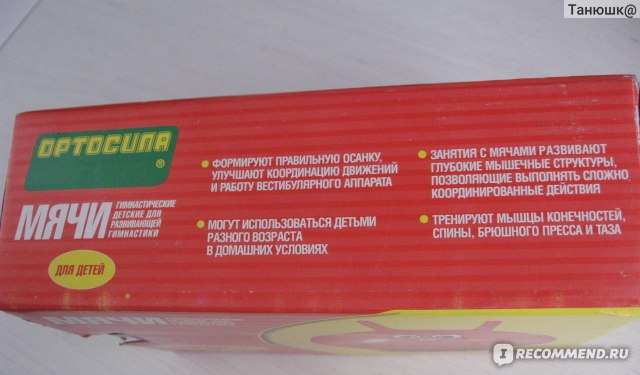 Танюшк@
ОРТОСИЛА
®
МЯЧИ
ГИМНАСТИЧЕСКИЕ
ДЕТСКИЕ ДЛЯ
РАЗВИВАЮЩЕЙ
ГИМНАСТИКИ
ДЛЯ ДЕТЕЙ
• ФОРМИРУЮТ ПРАВИЛЬНУЮ ОСАНКУ,
УЛУЧШАЮТ КООРДИНАЦИЮ ДВИЖЕНИЙ
И РАБОТУ ВЕСТИБУЛЯРНОГО АППАРАТА
• МОГУТ ИСПОЛЬЗОВАТЬСЯ ДЕТЬМИ
РАЗНОГО ВОЗРАСТА
В ДОМАШНИХ УСЛОВИЯХ
• ЗАНЯТИЯ С МЯЧАМИ РАЗВИВАЮТ
ГЛУБОКИЕ МЫШЕЧНЫЕ СТРУКТУРЫ,
ПОЗВОЛЯЮЩИЕ ВЫПОЛНЯТЬ СЛОЖНО
КООРДИНИРОВАННЫЕ ДЕЙСТВИЯ
• ТРЕНИРУЮТ МЫШЦЫ КОНЕЧНОСТЕЙ,
СПИНЫ, БРЮШНОГО ПРЕССА И ТАЗА
МЯЧИ
IRECOMMEND.RU